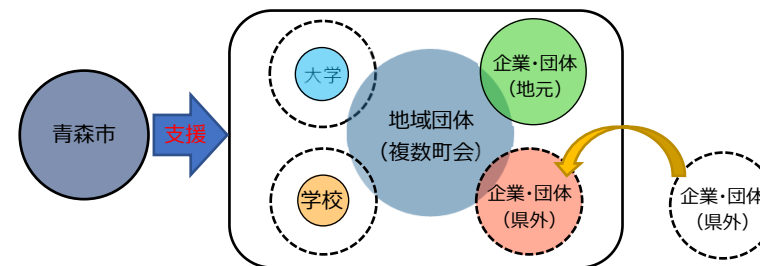 青森市
支援
大学
学校
地域団体
（複数町会）
企業・団体
（地元）
企業・団体
（県外）
企業・団体
（県外）